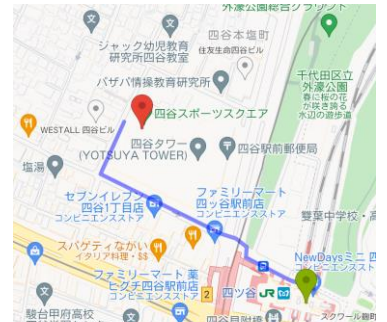 外濠公園総合グラウンド
ジャック幼児教育
研究所四谷教室
四谷本塩町
住友生命四谷ビル
バザパ情操教育研究所
千代田区立
外濠公園
春に桜の花
が咲き誇る
水辺の遊歩道
四谷スポーツスクエア
WESTALL 四谷ビル
四谷タワー
(YOTSUYA TOWER)
四谷駅前郵便局
塩湯
セブンイレブン
四谷1丁目店
コンビニエンスストア
ファミリーマート
四ツ谷駅前店
コンビニエンスストア
雙葉中学校・高
スパゲティながい
イタリア料理・$$
NewDaysミニ 四
コンビニエンス
ファミリーマート 薬
ヒグチ四谷駅前店
コンビニエンスストア
2
四ツ谷 JR
駿台甲府高校
四谷見附橋
スクワール麹町